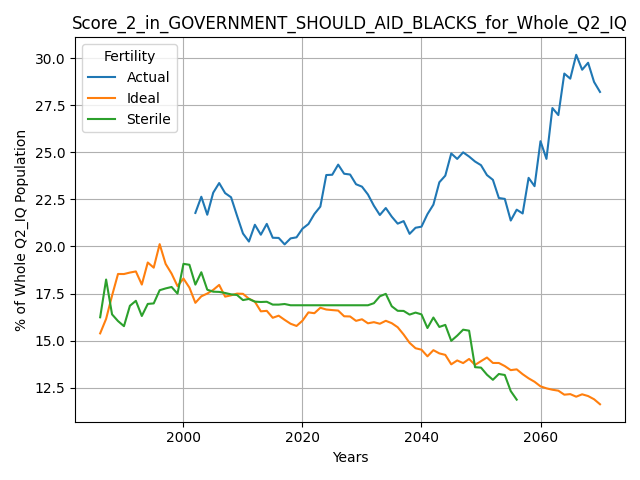 Score_2_in_GOVERNMENT_SHOULD_AID_BLACKS_for_Whole_Q2_IQ
Fertility
Actual
Ideal
Sterile
% of Whole Q2_IQ Population
30.0
27.5
25.0
22.5
20.0
17.5
15.0
12.5
2000
2020
2040
2060
Years